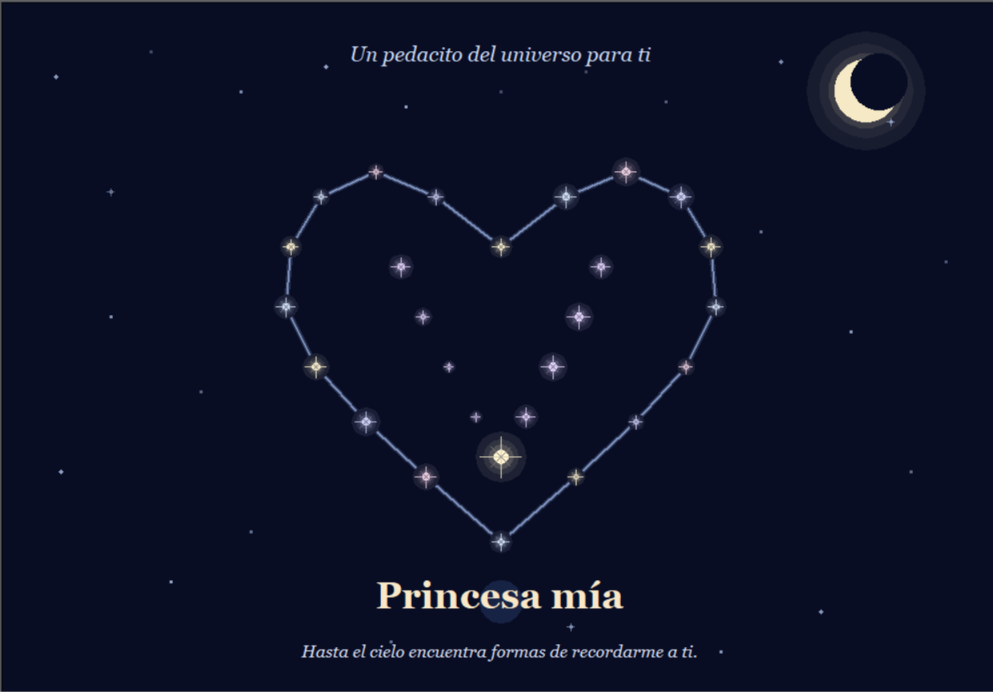 Un pedacito del universo para ti
Princesa mía
Hasta el cielo encuentra formas de recordarme a ti.